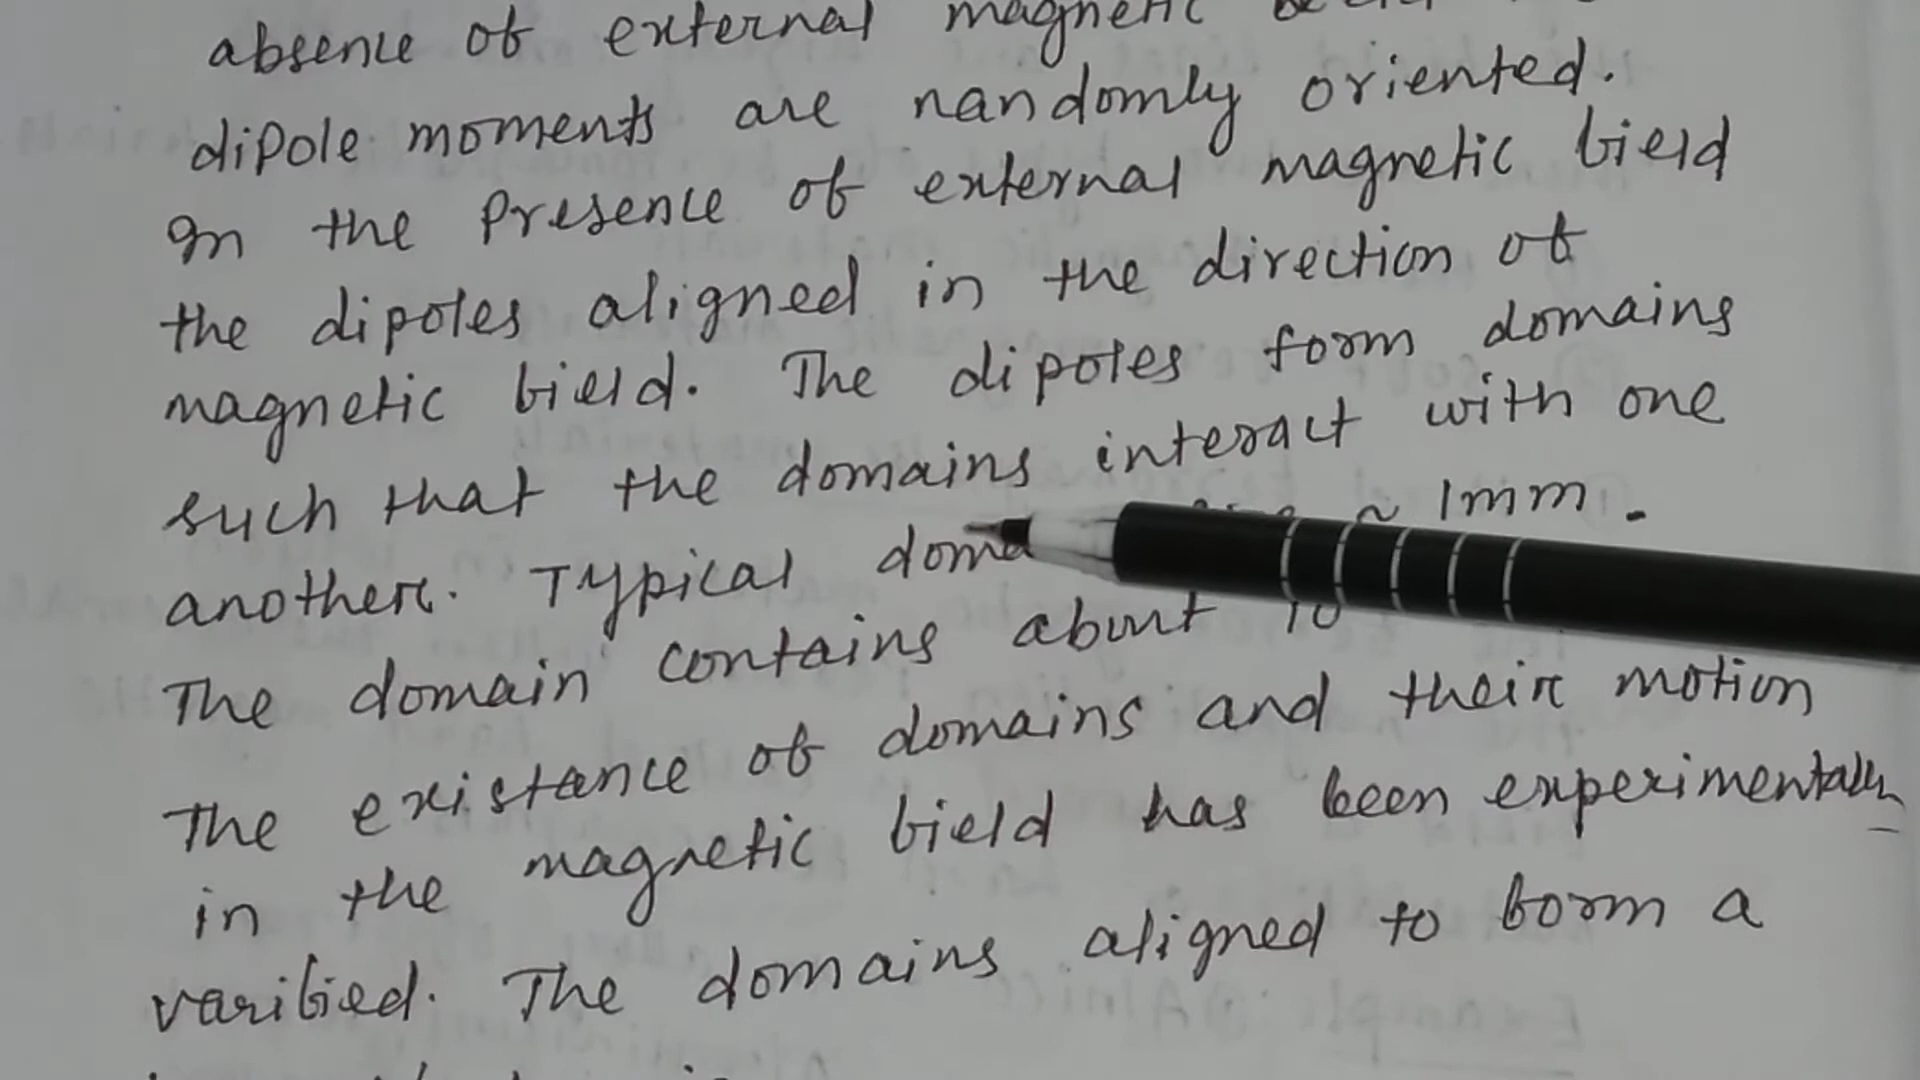 absence of external magnetic
dipole moments are randomly oriented.
In the presence of external magnetic field
the dipoles aligned in the direction of
magnetic field. The dipoles form domains
such that the domains interact with one
another. Typical ~ 1mm.
The domain contains about 10
The existance of domains and their motion
in the magnetic field has been experimentally
varified. The domains aligned to form a